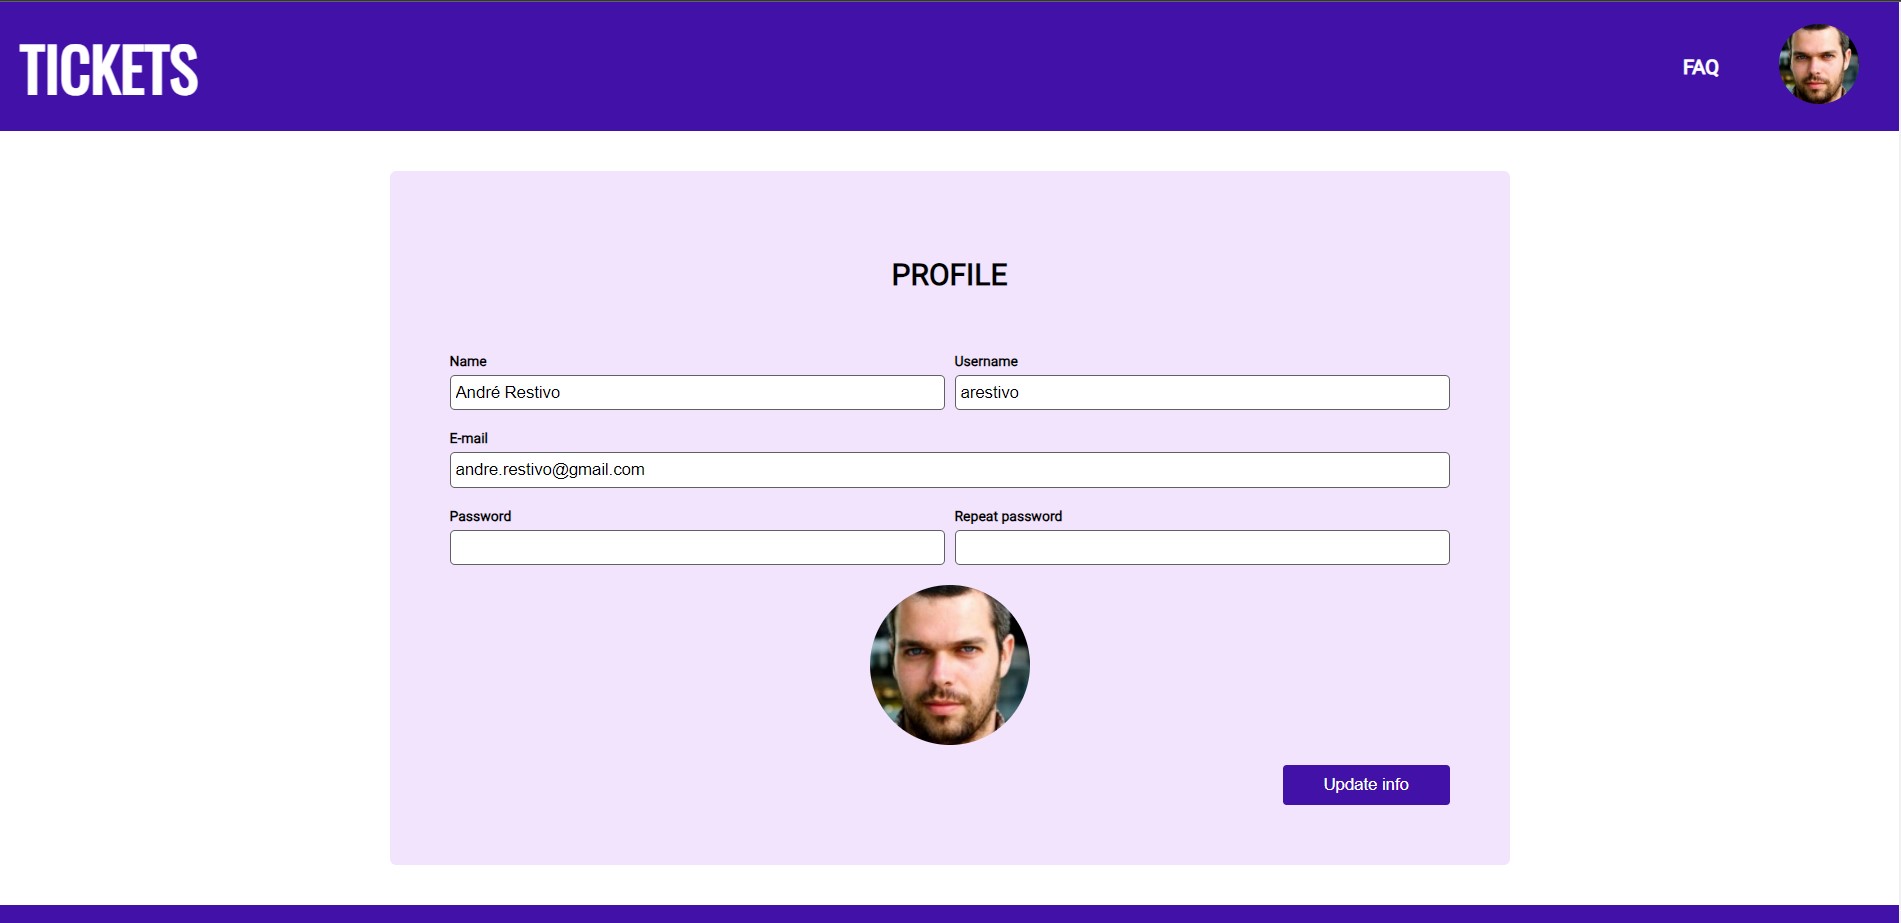 TICKETS
FAQ
PROFILE
Name
Username
André Restivo
arestivo
E-mail
andre.restivo@gmail.com
Password
Repeat password
Update info